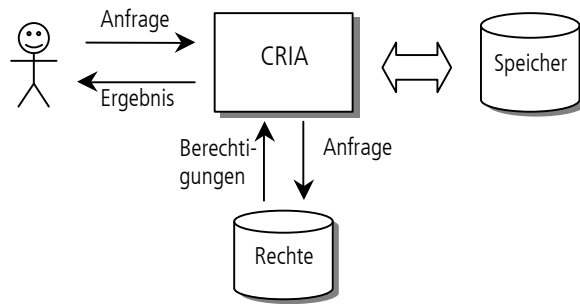 Anfrage
CRIA
Speicher
Ergebnis
Berechti-
gungen
Anfrage
Rechte